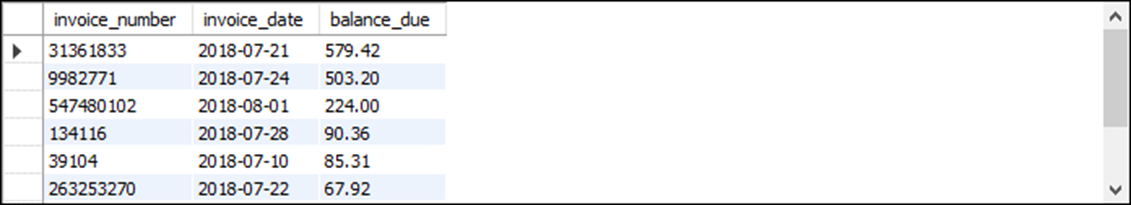 invoice_number invoice_date balance_due
31361833 2018-07-21 579.42
9982771 2018-07-24 503.20
547480102 2018-08-01 224.00
134116 2018-07-28 90.36
39104 2018-07-10 85.31
263253270 2018-07-22 67.92